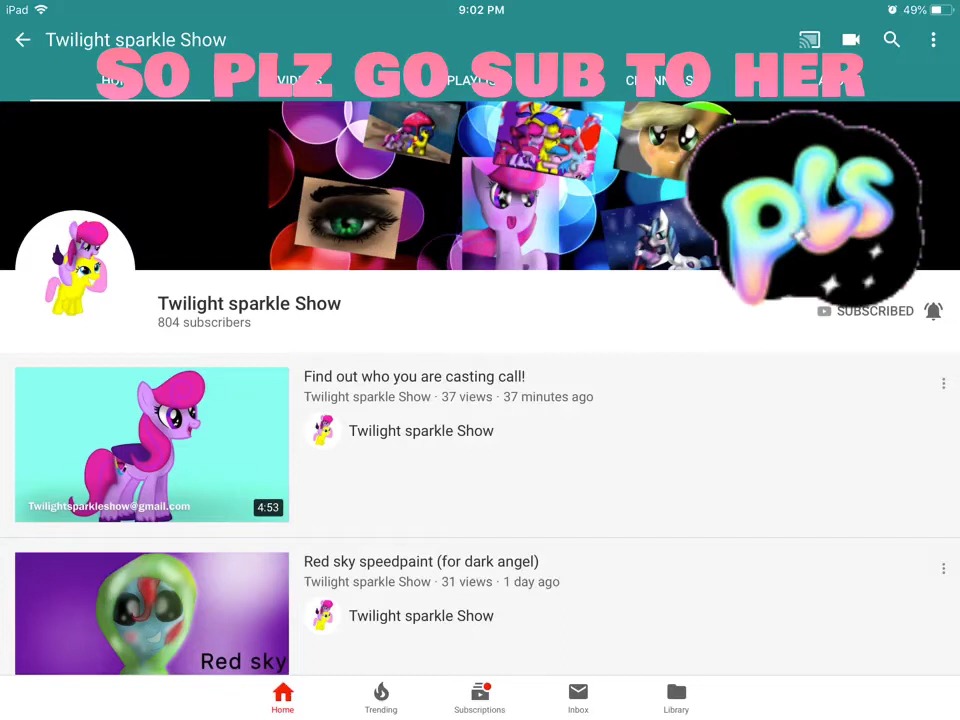 iPad 9:02 PM 49%
Twilight sparkle Show
So plz go sub to her
VIDEOS
pls
Twilight sparkle Show
804 subscribers
SUBSCRIBED
Find out who you are casting call!
Twilight sparkle Show · 37 views · 37 minutes ago
Twilight sparkle Show
Twilightsparkleshow@gmail.com
4:53
Red sky speedpaint (for dark angel)
Twilight sparkle Show · 31 views · 1 day ago
Twilight sparkle Show
Red sky
Home Trending Subscriptions Inbox Library